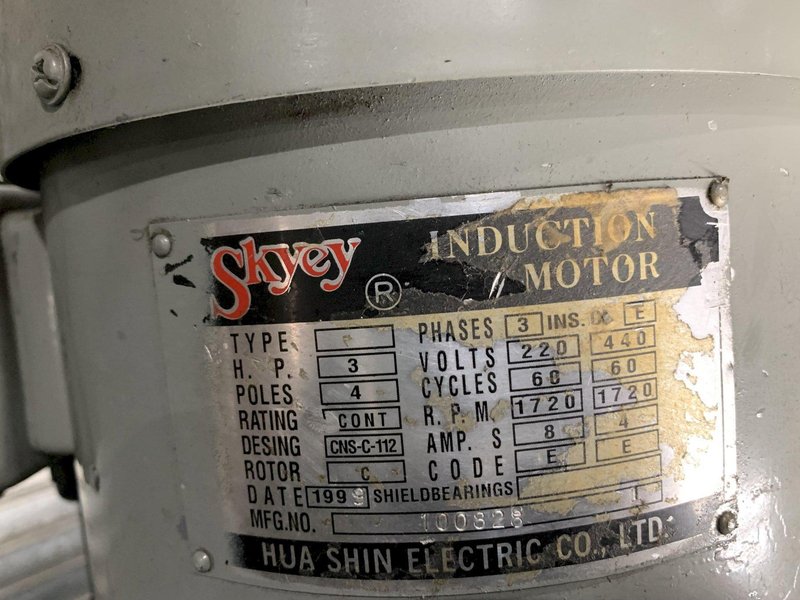 Skyey ® INDUCTION
MOTOR
TYPE PHASES 3 INS. E
H. P. 3 VOLTS 220 440
POLES 4 CYCLES 60 60
RATING CONT R. P. M. 1720 1720
DESING CNS-C-112 AMP. S 8 4
ROTOR C CODE E E
DATE 1999 SHIELDBEARINGS
MFG.NO. 100828
HUA SHIN ELECTRIC CO., LTD.